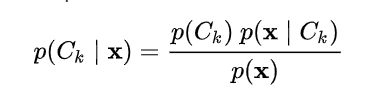 p(C_k | x) = p(C_k) p(x | C_k) / p(x)